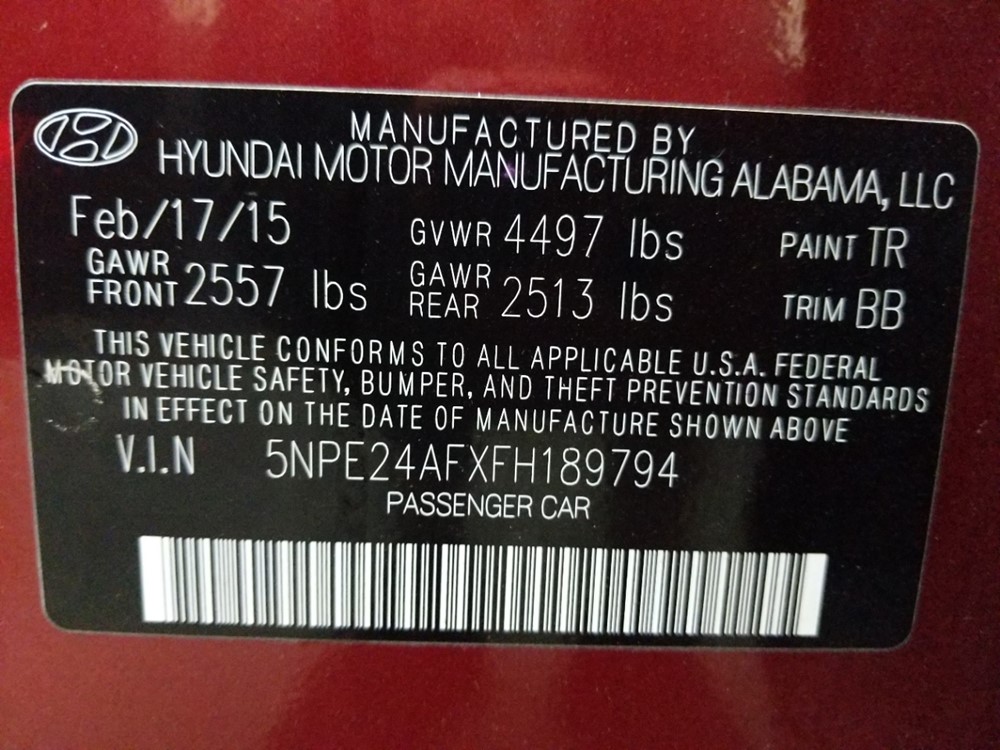 MANUFACTURED BY
HYUNDAI MOTOR MANUFACTURING ALABAMA, LLC
Feb/17/15 GVWR 4497 lbs PAINT TR
GAWR FRONT 2557 lbs GAWR REAR 2513 lbs TRIM BB
THIS VEHICLE CONFORMS TO ALL APPLICABLE U.S.A. FEDERAL
MOTOR VEHICLE SAFETY, BUMPER, AND THEFT PREVENTION STANDARDS
IN EFFECT ON THE DATE OF MANUFACTURE SHOWN ABOVE
V.I.N 5NPE24AFXFH189794
PASSENGER CAR